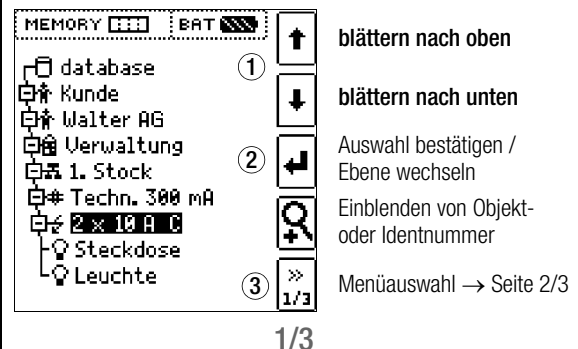 MEMORY BAT
① blättern nach oben
database
Kunde
blättern nach unten
Walter AG
Verwaltung
② Auswahl bestätigen /
Ebene wechseln
1. Stock
Techn. 300 mA
Einblenden von Objekt-
oder Identnummer
2 x 10 A C
Steckdose
Leuchte
③ >>
1/3
Menüauswahl → Seite 2/3
1/3